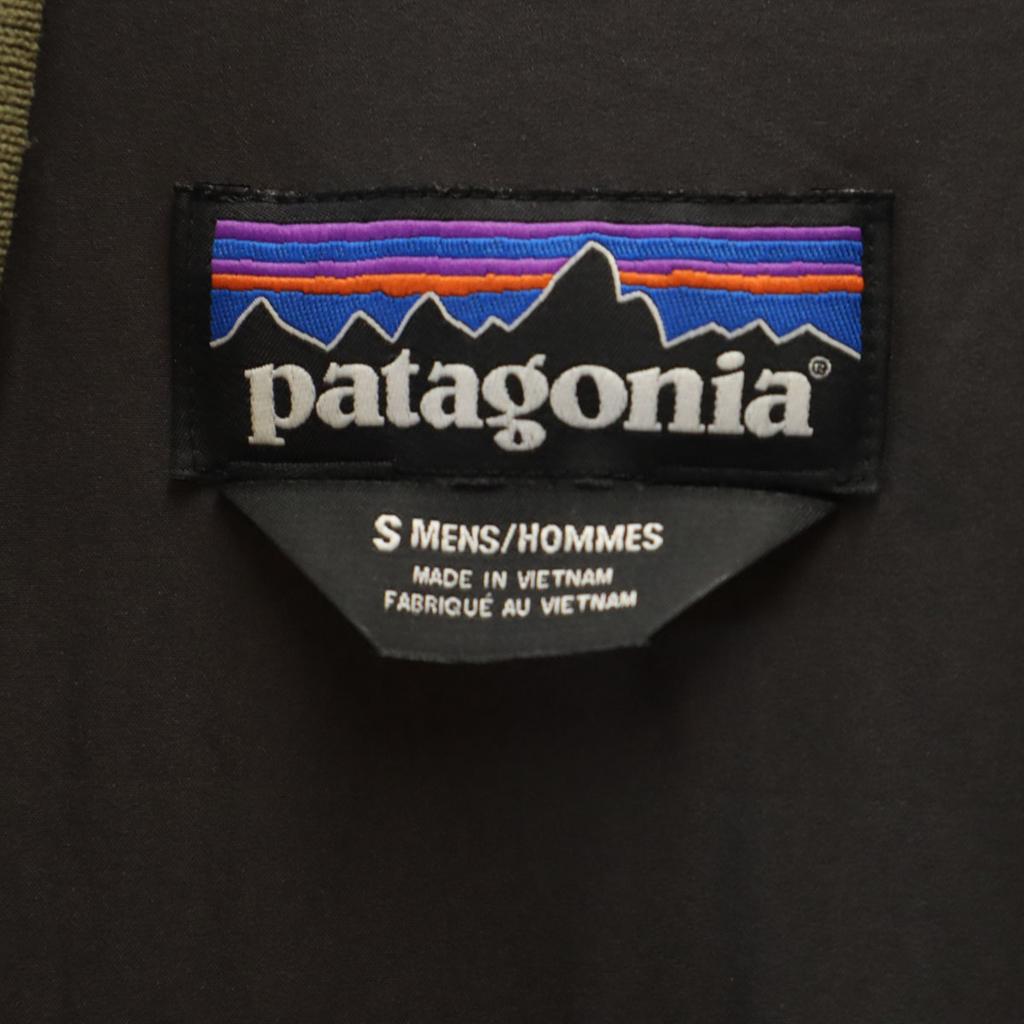 patagonia®
S MENS/HOMMES
MADE IN VIETNAM
FABRIQUÉ AU VIETNAM